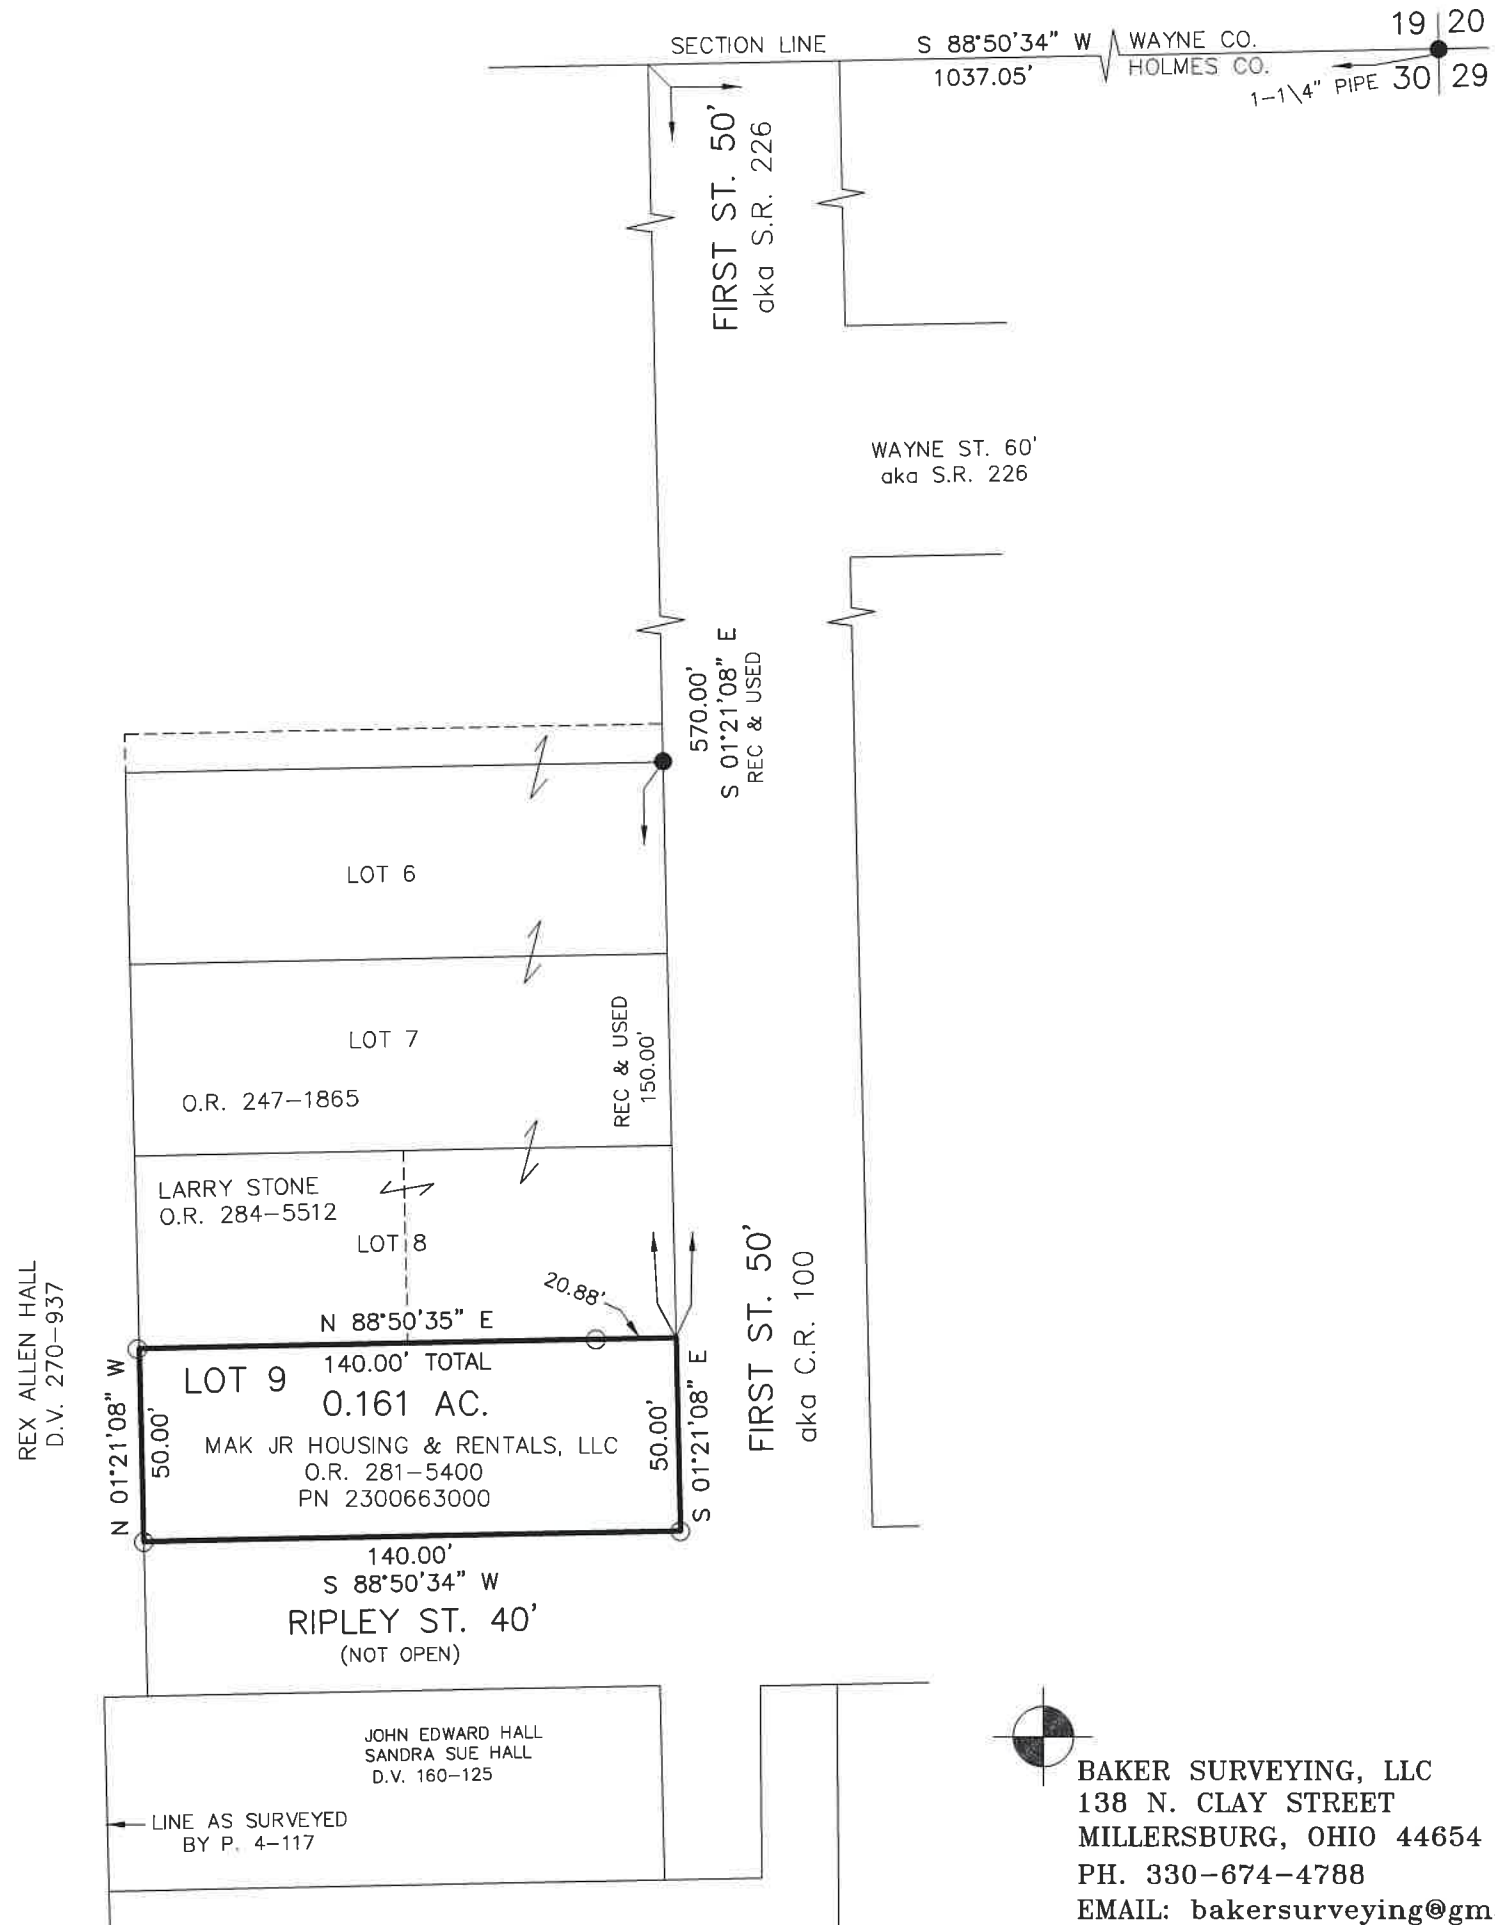 SECTION LINE
S 88°50'34" W
1037.05'
WAYNE CO.
HOLMES CO.
19 20
30 29
1-1\4" PIPE
FIRST ST. 50'
aka S.R. 226
WAYNE ST. 60'
aka S.R. 226
570.00'
S 01°21'08" E
REC & USED
LOT 6
LOT 7
O.R. 247-1865
REC & USED
150.00'
LARRY STONE
O.R. 284-5512
LOT 8
REX ALLEN HALL
D.V. 270-937
20.88'
N 88°50'35" E
140.00' TOTAL
LOT 9
0.161 AC.
MAK JR HOUSING & RENTALS, LLC
O.R. 281-5400
PN 2300663000
N 01°21'08" W
50.00'
50.00'
S 01°21'08" E
FIRST ST. 50'
aka C.R. 100
140.00'
S 88°50'34" W
RIPLEY ST. 40'
(NOT OPEN)
JOHN EDWARD HALL
SANDRA SUE HALL
D.V. 160-125
LINE AS SURVEYED
BY P. 4-117
BAKER SURVEYING, LLC
138 N. CLAY STREET
MILLERSBURG, OHIO 44654
PH. 330-674-4788
EMAIL: bakersurveying@gm